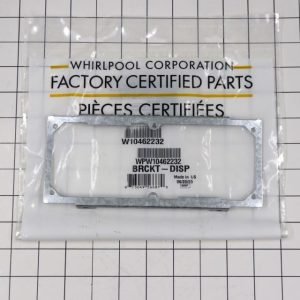 WHIRLPOOL CORPORATION
FACTORY CERTIFIED PARTS
PIÈCES CERTIFIÉES
W10462232
WPW10462232
BRCKT - DISP
Made in US